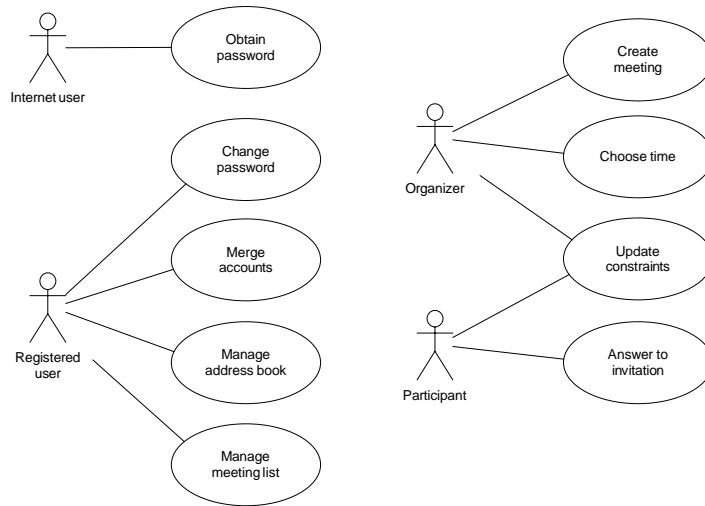 Obtain
password
Internet user
Change
password
Merge
accounts
Registered
user
Manage
address book
Manage
meeting list
Create
meeting
Choose time
Organizer
Update
constraints
Participant
Answer to
invitation